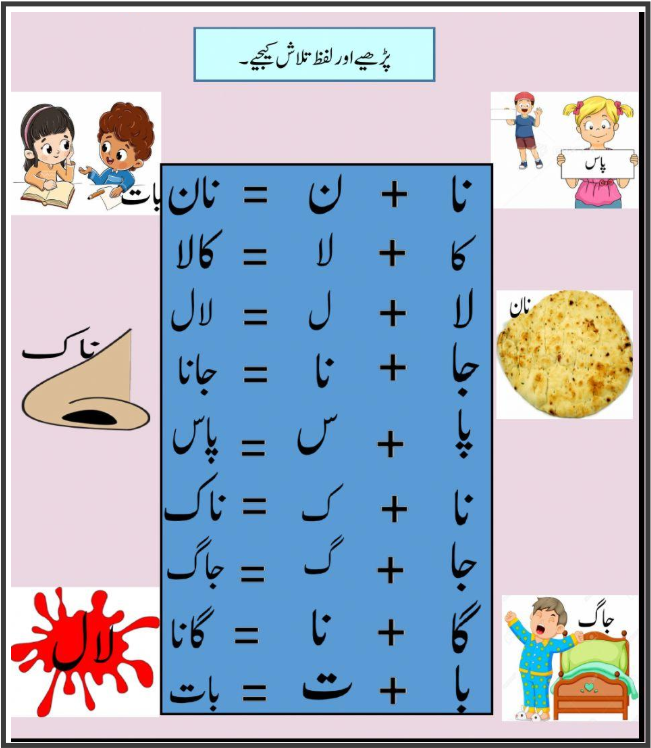 پڑھیے اور لفظ تلاش کیجیے۔
پاس
بات
نا + ن = نان
کا + لا = کالا
لا + ل = لال
نان
جا + نا = جانا
ناک
پا + س = پاس
نا + ک = ناک
جا + گ = جاگ
جاگ
گا + نا = گانا
لال
با + ت = بات